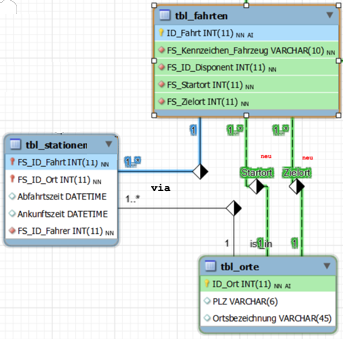 tbl_fahrten
ID_Fahrt INT(11) NN AI
FS_Kennzeichen_Fahrzeug VARCHAR(10) NN
FS_ID_Disponent INT(11) NN
FS_Startort INT(11) NN
FS_Zielort INT(11) NN
1
1..*
1..*
tbl_stationen
FS_ID_Fahrt INT(11) NN
FS_ID_Ort INT(11) NN
Abfahrtszeit DATETIME
Ankunftszeit DATETIME
FS_ID_Fahrer INT(11) NN
1..*
via
neu
neu
Startort
Zielort
1..*
1
is_in
1
1
tbl_orte
ID_Ort INT(11) NN AI
PLZ VARCHAR(6)
Ortsbezeichnung VARCHAR(45)